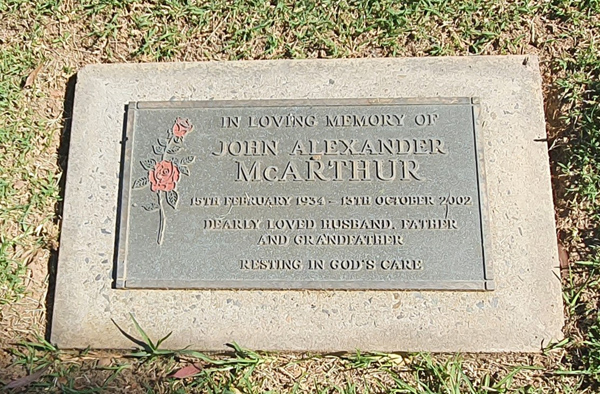 IN LOVING MEMORY OF
JOHN ALEXANDER
McARTHUR
15TH FEBRUARY 1934 - 13TH OCTOBER 2002
DEARLY LOVED HUSBAND, FATHER
AND GRANDFATHER
RESTING IN GOD'S CARE